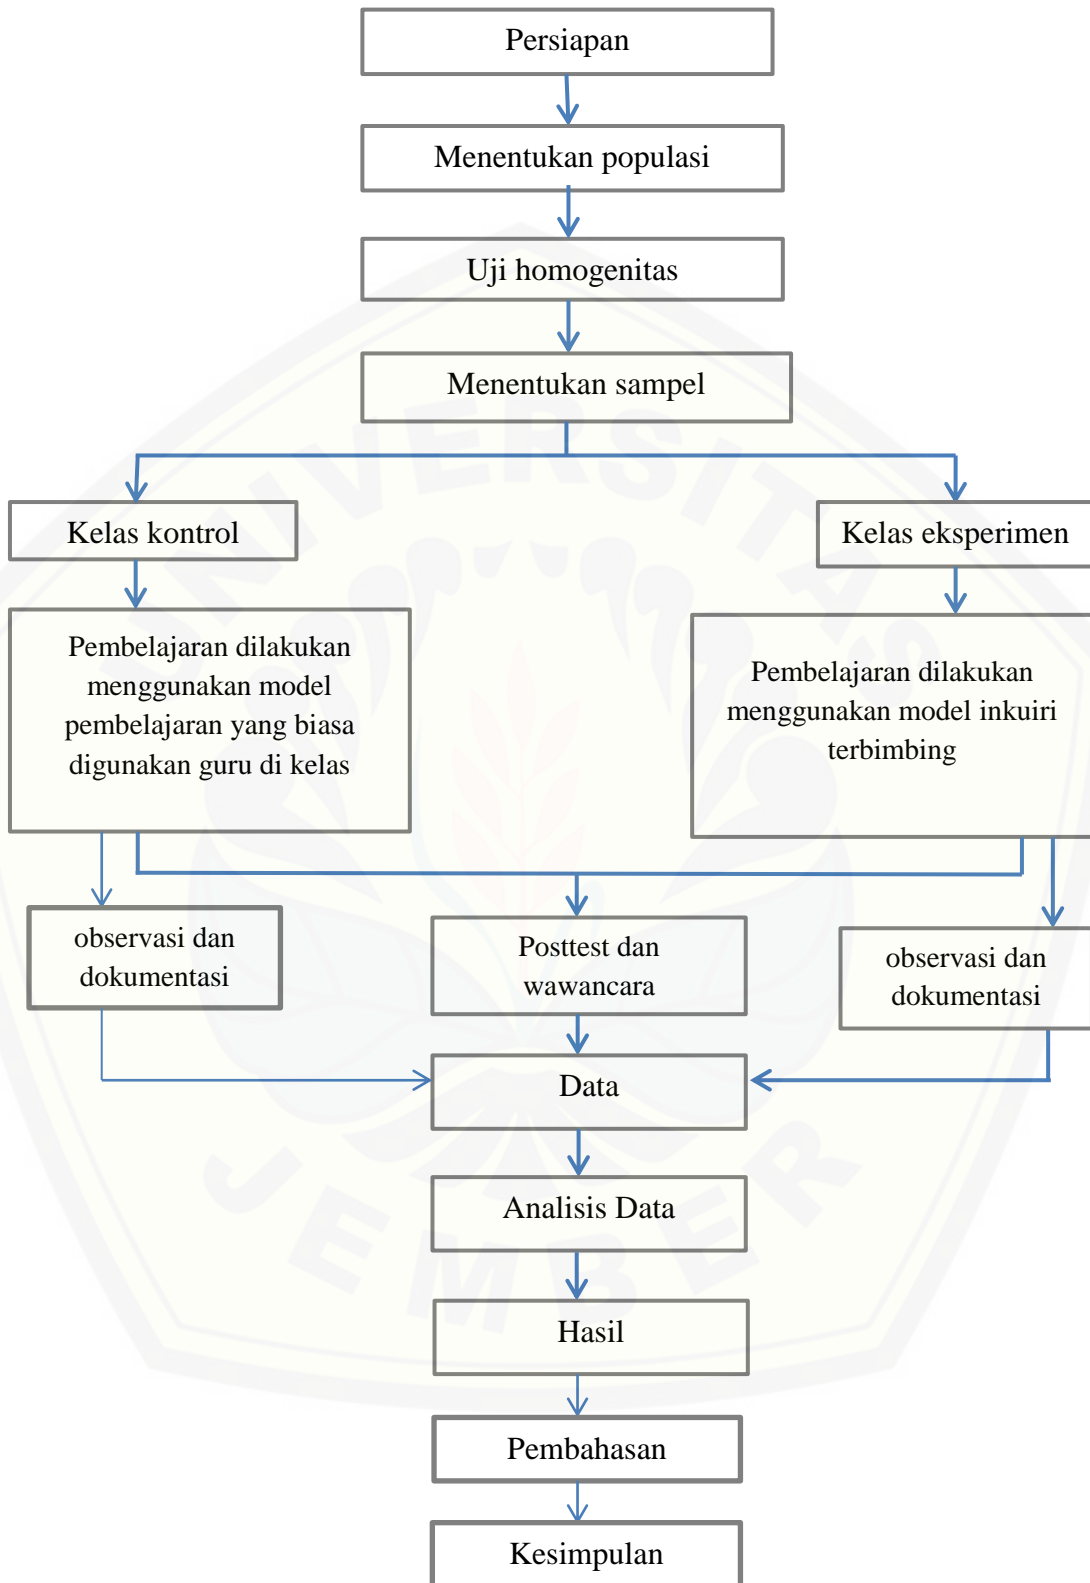 Persiapan
Menentukan populasi
Uji homogenitas
Menentukan sampel
Kelas kontrol
Kelas eksperimen
Pembelajaran dilakukan
menggunakan model
pembelajaran yang biasa
digunakan guru di kelas
Pembelajaran dilakukan
menggunakan model inkuiri
terbimbing
observasi dan
dokumentasi
Posttest dan
wawancara
observasi dan
dokumentasi
Data
Analisis Data
Hasil
Pembahasan
Kesimpulan
UNIVERSITAS
JEMBER